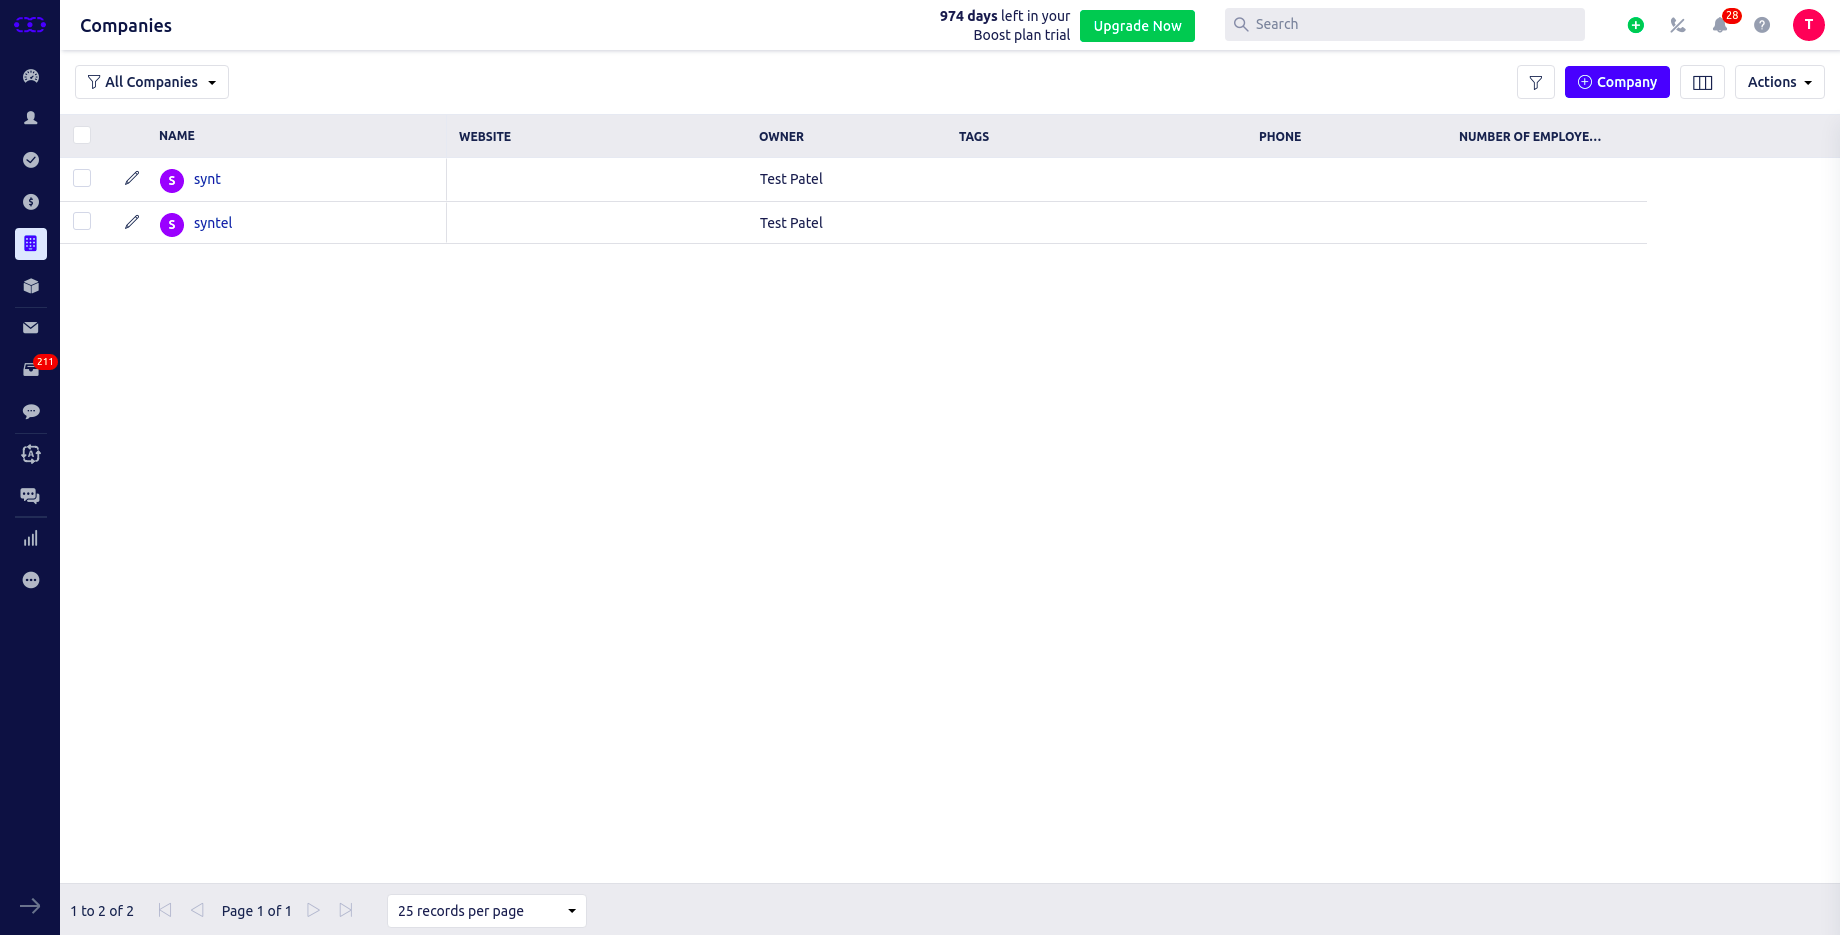 Companies
974 days left in your
Boost plan trial
Upgrade Now
Search
28
T
All Companies
Company
Actions
NAME
WEBSITE
OWNER
TAGS
PHONE
NUMBER OF EMPLOYE...
S synt
Test Patel
S syntel
Test Patel
211
1 to 2 of 2
Page 1 of 1
25 records per page